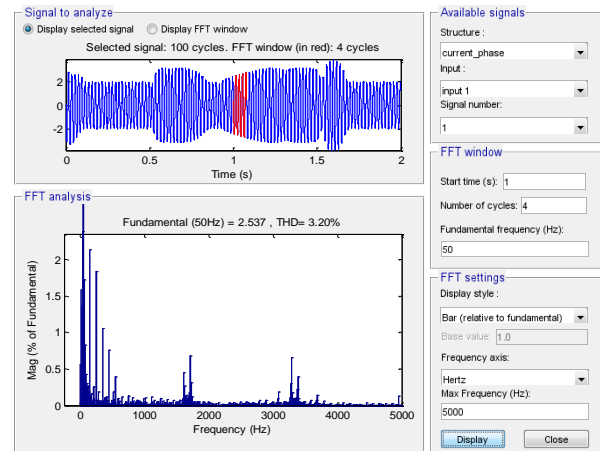 Signal to analyze
Display selected signal
Display FFT window
Selected signal: 100 cycles. FFT window (in red): 4 cycles
2
0
-2
0
0.5
1
1.5
2
Time (s)
FFT analysis
Fundamental (50Hz) = 2.537 , THD= 3.20%
Mag (% of Fundamental)
2
1.5
1
0.5
0
0
1000
2000
3000
4000
5000
Frequency (Hz)
Available signals
Structure :
current_phase
Input :
input 1
Signal number:
1
FFT window
Start time (s): 1
Number of cycles: 4
Fundamental frequency (Hz):
50
FFT settings
Display style :
Bar (relative to fundamental)
Base value: 1.0
Frequency axis:
Hertz
Max Frequency (Hz):
5000
Display
Close